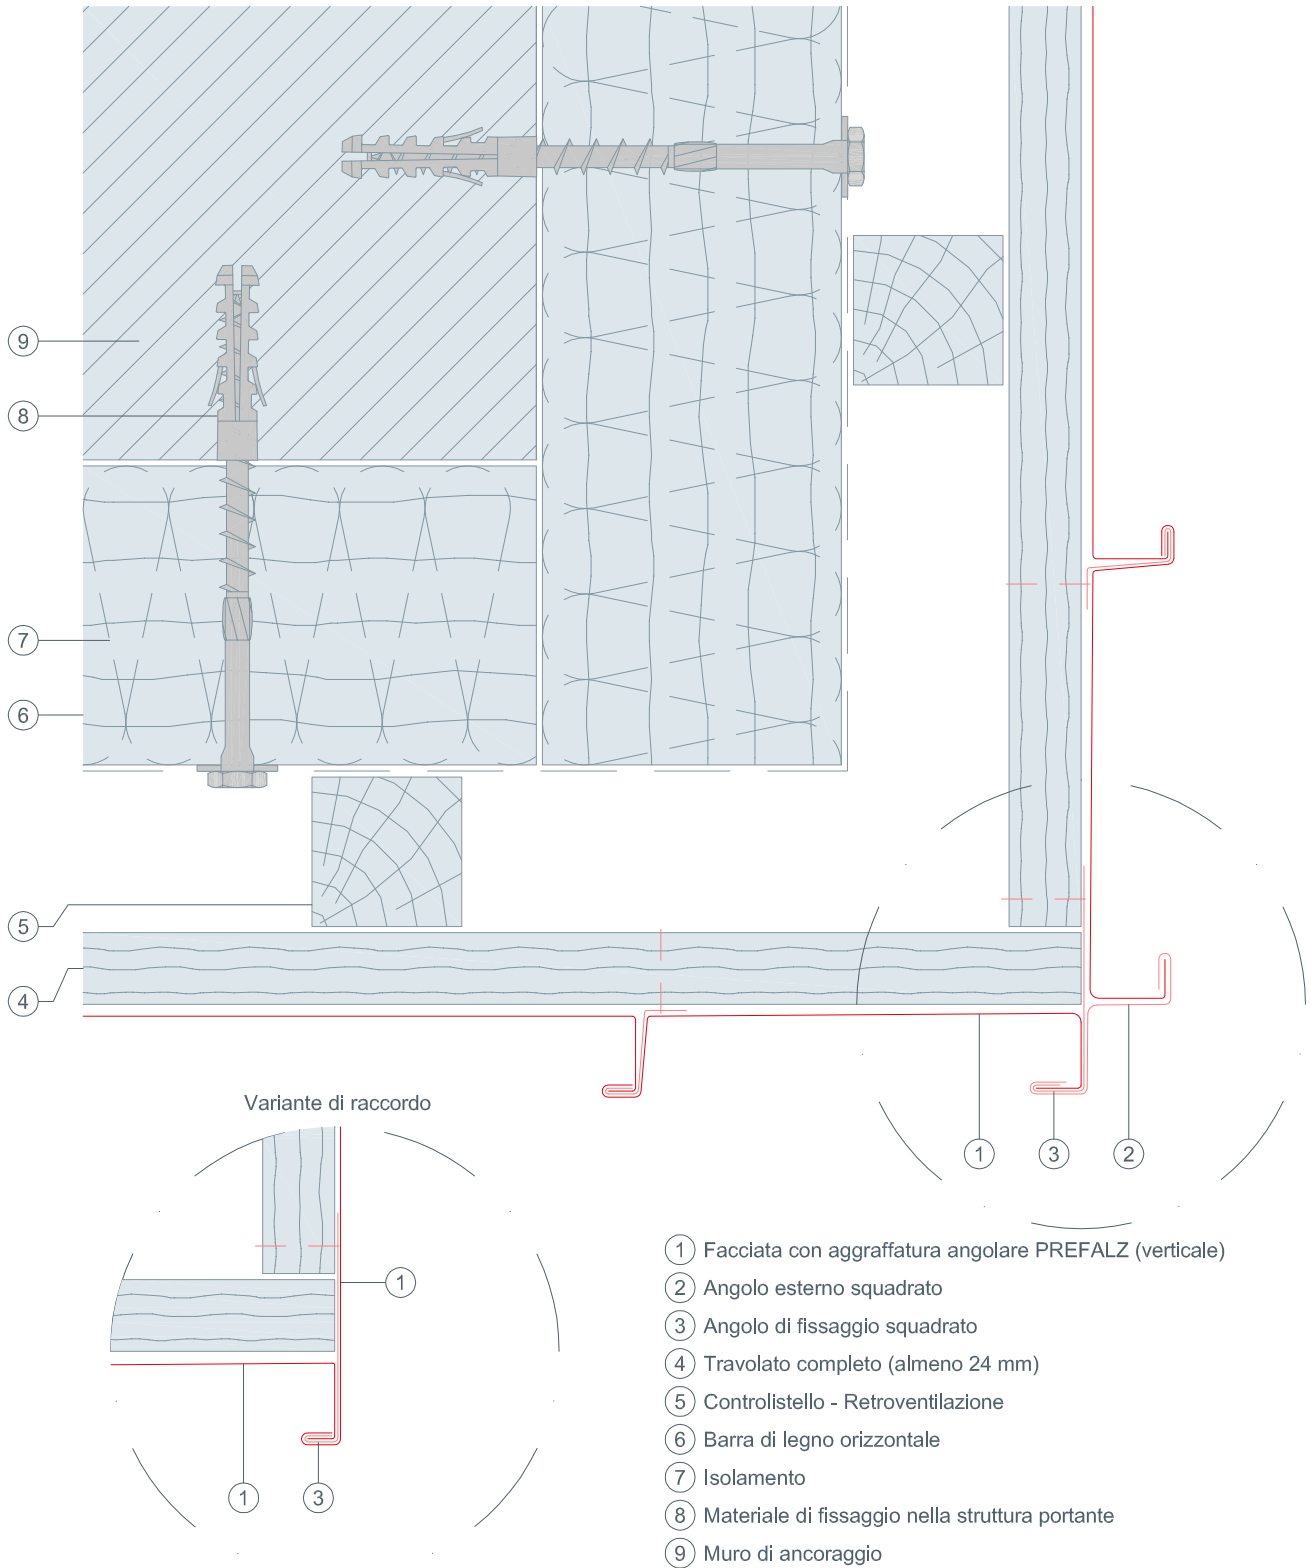 9
8
7
6
5
4
Variante di raccordo
1 3 2
1
1 3
1 Facciata con aggraffatura angolare PREFALZ (verticale)
2 Angolo esterno squadrato
3 Angolo di fissaggio squadrato
4 Travolato completo (almeno 24 mm)
5 Controlistello - Retroventilazione
6 Barra di legno orizzontale
7 Isolamento
8 Materiale di fissaggio nella struttura portante
9 Muro di ancoraggio